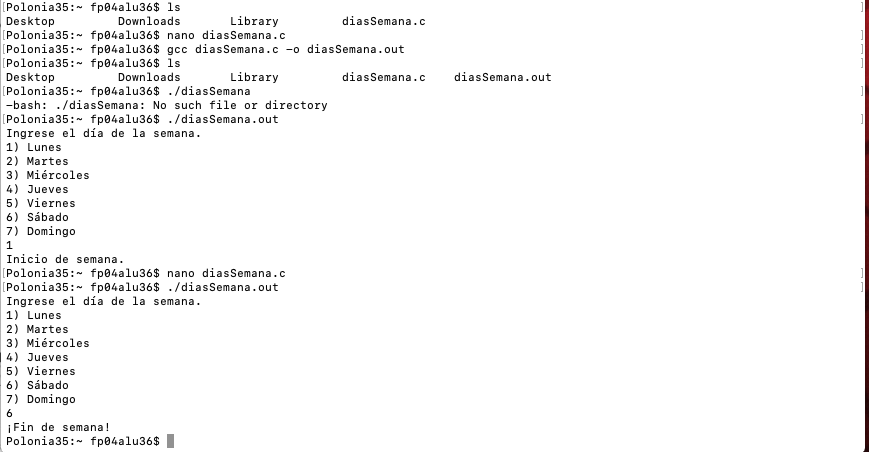 [Polonia35:~ fp04alu36$ ls ]
Desktop Downloads Library diasSemana.c
[Polonia35:~ fp04alu36$ nano diasSemana.c ]
[Polonia35:~ fp04alu36$ gcc diasSemana.c -o diasSemana.out ]
[Polonia35:~ fp04alu36$ ls ]
Desktop Downloads Library diasSemana.c diasSemana.out
[Polonia35:~ fp04alu36$ ./diasSemana ]
-bash: ./diasSemana: No such file or directory
[Polonia35:~ fp04alu36$ ./diasSemana.out ]
Ingrese el día de la semana.
1) Lunes
2) Martes
3) Miércoles
4) Jueves
5) Viernes
6) Sábado
7) Domingo
1
Inicio de semana.
[Polonia35:~ fp04alu36$ nano diasSemana.c ]
[Polonia35:~ fp04alu36$ ./diasSemana.out ]
Ingrese el día de la semana.
1) Lunes
2) Martes
3) Miércoles
4) Jueves
5) Viernes
6) Sábado
7) Domingo
6
¡Fin de semana!
Polonia35:~ fp04alu36$